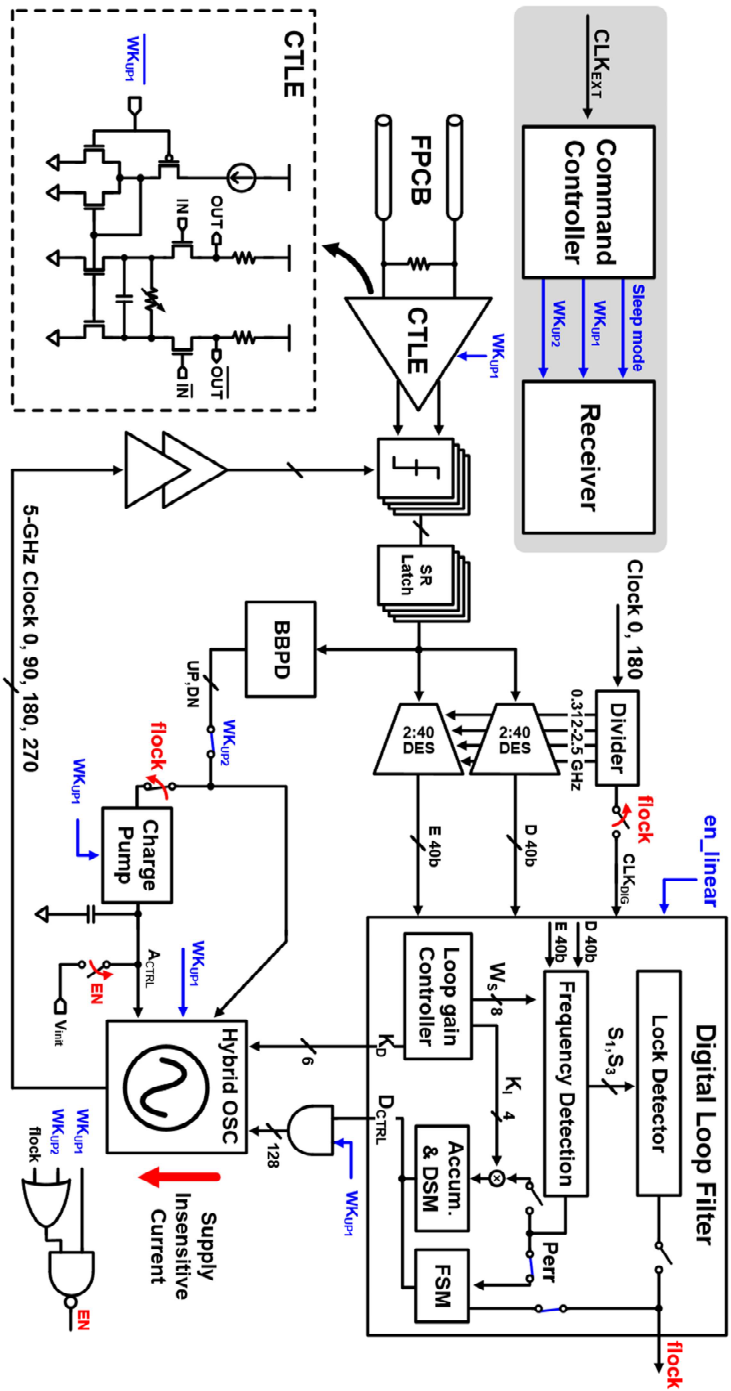 CLK_EXT
Command
Controller
Sleep mode
WK_UP1
WK_UP2
Receiver
FPCB
CTLE
WK_UP1
CTLE
WK_UP1
IN
OUT
OUT
IN
SR
Latch
BBPD
UP,DN
WK_UP2
flock
WK_UP1
Charge
Pump
A_CTRL
EN
V_init
5-GHz Clock 0, 90, 180, 270
Clock 0, 180
Divider
0.312-2.5 GHz
2:40
DES
2:40
DES
flock
CLK_DIG
D 40b
E 40b
en_linear
Digital Loop Filter
Lock Detector
S1, S3
Frequency Detection
D 40b
E 40b
W_S 8
Loop gain
Controller
K_I 4
Accum.
& DSM
Perr
FSM
flock
K_D
6
D_CTRL
128
WK_UP1
WK_UP1
Hybrid OSC
Supply
Insensitive
Current
WK_UP1
WK_UP2
flock
EN